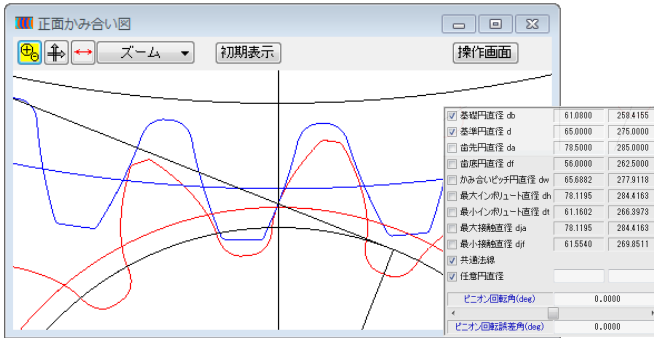 正面かみ合い図
ズーム
初期表示
操作画面
基礎円直径 db 61.0800 258.4155
基準円直径 d 65.0000 275.0000
歯先円直径 da 78.5000 285.0000
歯底円直径 df 56.0000 262.5000
かみ合いピッチ円直径 dw 65.6882 277.9118
最大インボリュート直径 dh 78.1195 284.4163
最小インボリュート直径 dt 61.1602 266.3973
最大接触直径 dja 78.1195 284.4163
最小接触直径 djf 61.5540 269.8511
共通法線
任意円直径
ピニオン回転角(deg) 0.0000
ピニオン回転誤差角(deg) 0.0000